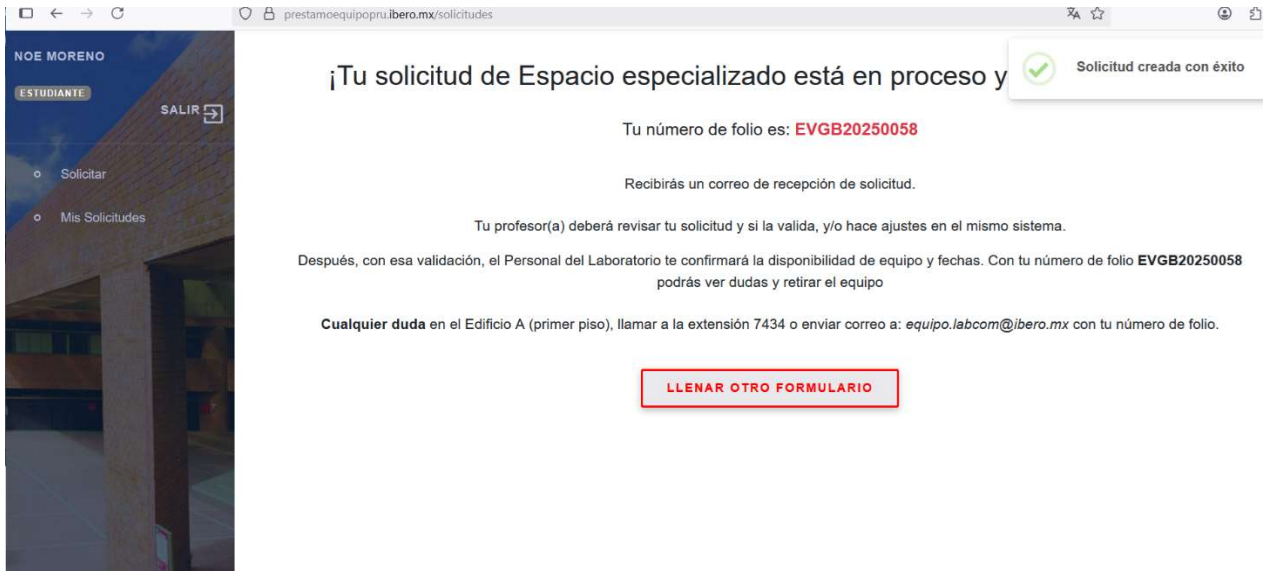 prestamoequipopru.ibero.mx/solicitudes
NOE MORENO
ESTUDIANTE
SALIR
Solicitar
Mis Solicitudes
¡Tu solicitud de Espacio especializado está en proceso y
Solicitud creada con éxito
Tu número de folio es: EVGB20250058
Recibirás un correo de recepción de solicitud.
Tu profesor(a) deberá revisar tu solicitud y si la valida, y/o hace ajustes en el mismo sistema.
Después, con esa validación, el Personal del Laboratorio te confirmará la disponibilidad de equipo y fechas. Con tu número de folio EVGB20250058
podrás ver dudas y retirar el equipo
Cualquier duda en el Edificio A (primer piso), llamar a la extensión 7434 o enviar correo a: equipo.labcom@ibero.mx con tu número de folio.
LLENAR OTRO FORMULARIO